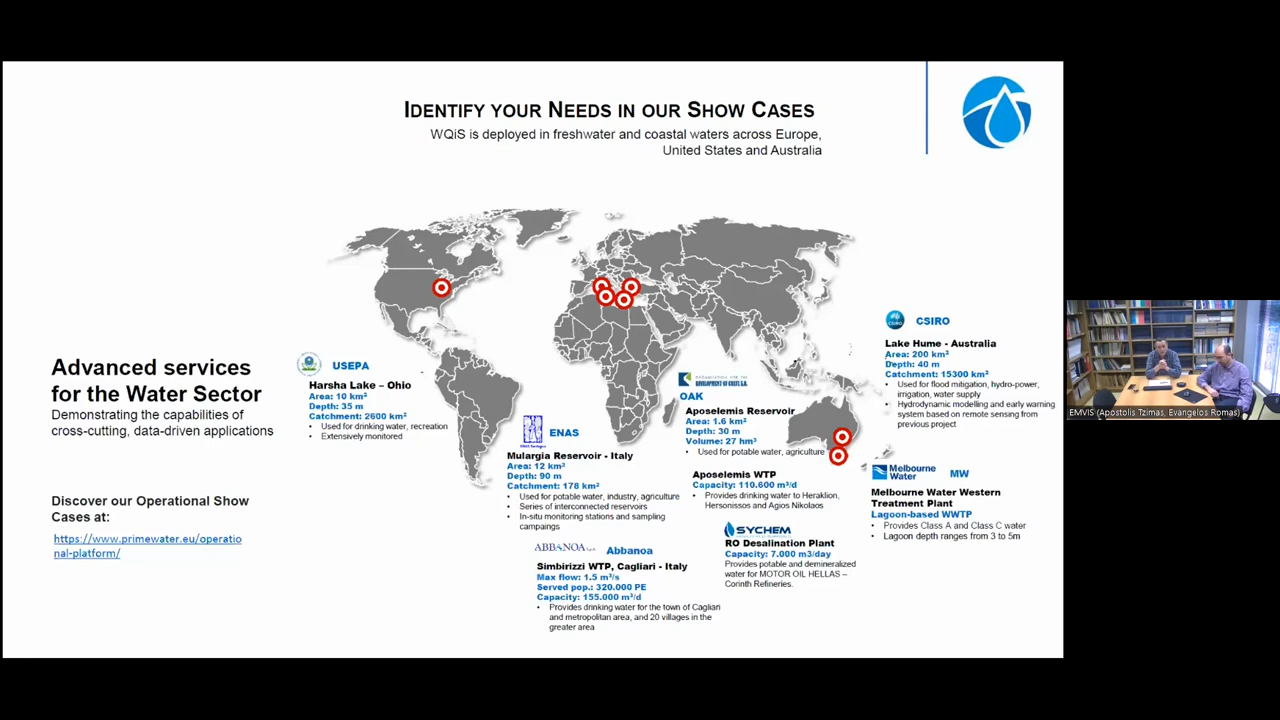 IDENTIFY YOUR NEEDS IN OUR SHOW CASES
WQiS is deployed in freshwater and coastal waters across Europe,
United States and Australia
Advanced services
for the Water Sector
Demonstrating the capabilities of
cross-cutting, data-driven applications
Discover our Operational Show
Cases at:
https://www.primewater.eu/operatio
nal-platform/
USEPA
Harsha Lake – Ohio
Area: 10 km²
Depth: 35 m
Catchment: 2600 km²
• Used for drinking water, recreation
• Extensively monitored
ENAS
Mulargia Reservoir - Italy
Area: 12 km²
Depth: 90 m
Catchment: 178 km²
• Used for potable water, industry, agriculture
• Series of interconnected reservoirs
• In-situ monitoring stations and sampling
campaings
ABBANOA
Abbanoa
Simbirizzi WTP, Cagliari - Italy
Max flow: 1.5 m³/s
Served pop.: 320.000 PE
Capacity: 155.000 m³/d
• Provides drinking water for the town of Cagliari
and metropolitan area, and 20 villages in the
greater area
DEVELOPMENT OF CRETE, S.A.
OAK
Aposelemis Reservoir
Area: 1.6 km²
Depth: 30 m
Volume: 27 hm³
• Used for potable water, agriculture
Aposelemis WTP
Capacity: 110.600 m³/d
• Provides drinking water to Heraklion,
Hersonissos and Agios Nikolaos
SYCHEM
RO Desalination Plant
Capacity: 7.000 m3/day
Provides potable and demineralized
water for MOTOR OIL HELLAS –
Corinth Refineries.
CSIRO
CSIRO
Lake Hume - Australia
Area: 200 km²
Depth: 40 m
Catchment: 15300 km²
• Used for flood mitigation, hydro-power,
irrigation, water supply
• Hydrodynamic modelling and early warning
system based on remote sensing from
previous project
Melbourne
Water
MW
Melbourne Water Western
Treatment Plant
Lagoon-based WWTP
• Provides Class A and Class C water
• Lagoon depth ranges from 3 to 5m
EMVIS (Apostolis Tzimas, Evangelos Romas)